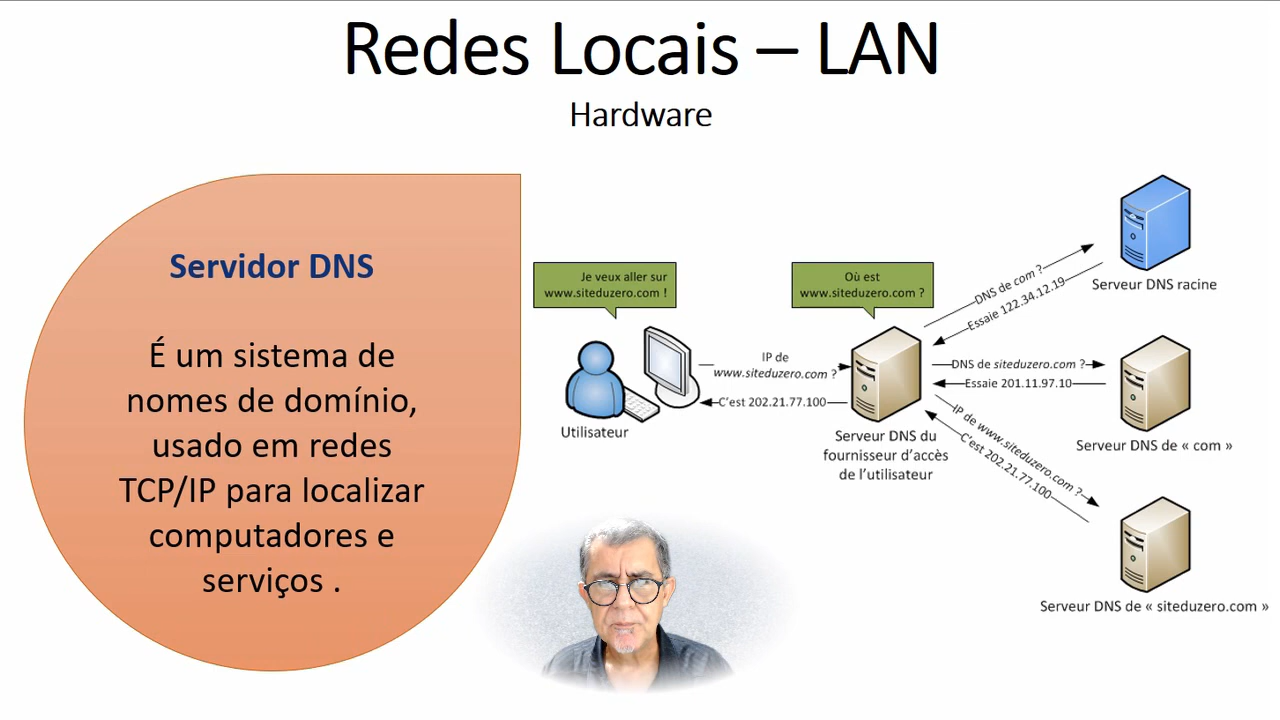 Redes Locais – LAN
Hardware
Servidor DNS
É um sistema de
nomes de domínio,
usado em redes
TCP/IP para localizar
computadores e
serviços .
Je veux aller sur
www.siteduzero.com !
Utilisateur
IP de
www.siteduzero.com ?
C'est 202.21.77.100
Où est
www.siteduzero.com ?
Serveur DNS du
fournisseur d'accès
de l'utilisateur
DNS de com ?
Essaie 122.34.12.19
Serveur DNS racine
DNS de siteduzero.com ?
Essaie 201.11.97.10
Serveur DNS de « com »
IP de www.siteduzero.com ?
C'est 202.21.77.100
Serveur DNS de « siteduzero.com »